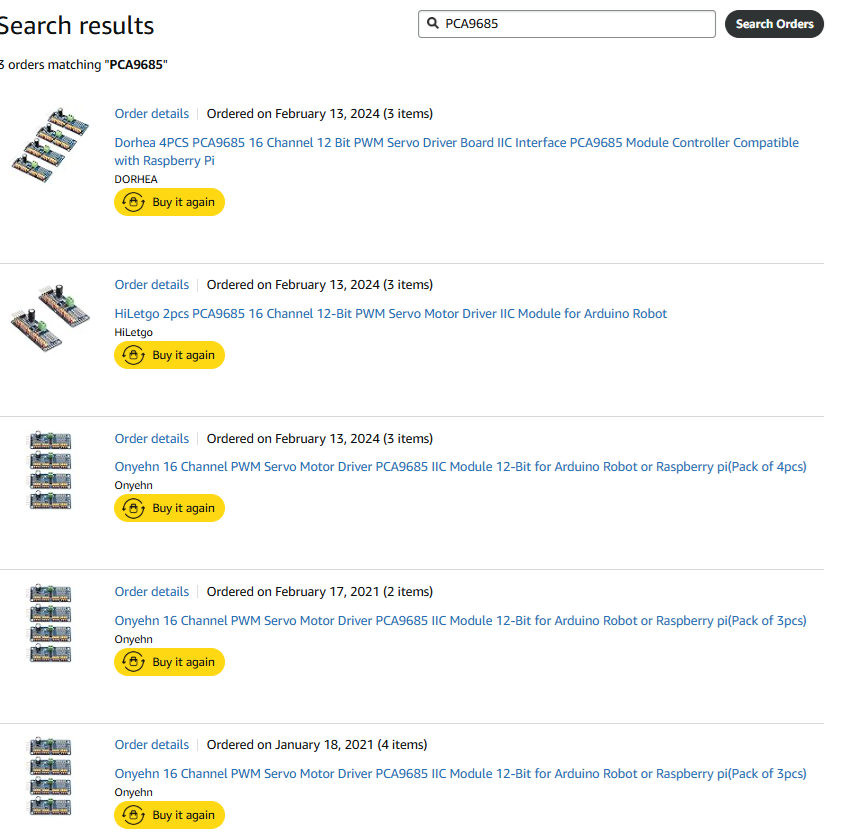 Search results
PCA9685
Search Orders
3 orders matching "PCA9685"
Order details | Ordered on February 13, 2024 (3 items)
Dorhea 4PCS PCA9685 16 Channel 12 Bit PWM Servo Driver Board IIC Interface PCA9685 Module Controller Compatible
with Raspberry Pi
DORHEA
Buy it again
Order details | Ordered on February 13, 2024 (3 items)
HiLetgo 2pcs PCA9685 16 Channel 12-Bit PWM Servo Motor Driver IIC Module for Arduino Robot
HiLetgo
Buy it again
Order details | Ordered on February 13, 2024 (3 items)
Onyehn 16 Channel PWM Servo Motor Driver PCA9685 IIC Module 12-Bit for Arduino Robot or Raspberry pi(Pack of 4pcs)
Onyehn
Buy it again
Order details | Ordered on February 17, 2021 (2 items)
Onyehn 16 Channel PWM Servo Motor Driver PCA9685 IIC Module 12-Bit for Arduino Robot or Raspberry pi(Pack of 3pcs)
Onyehn
Buy it again
Order details | Ordered on January 18, 2021 (4 items)
Onyehn 16 Channel PWM Servo Motor Driver PCA9685 IIC Module 12-Bit for Arduino Robot or Raspberry pi(Pack of 3pcs)
Onyehn
Buy it again